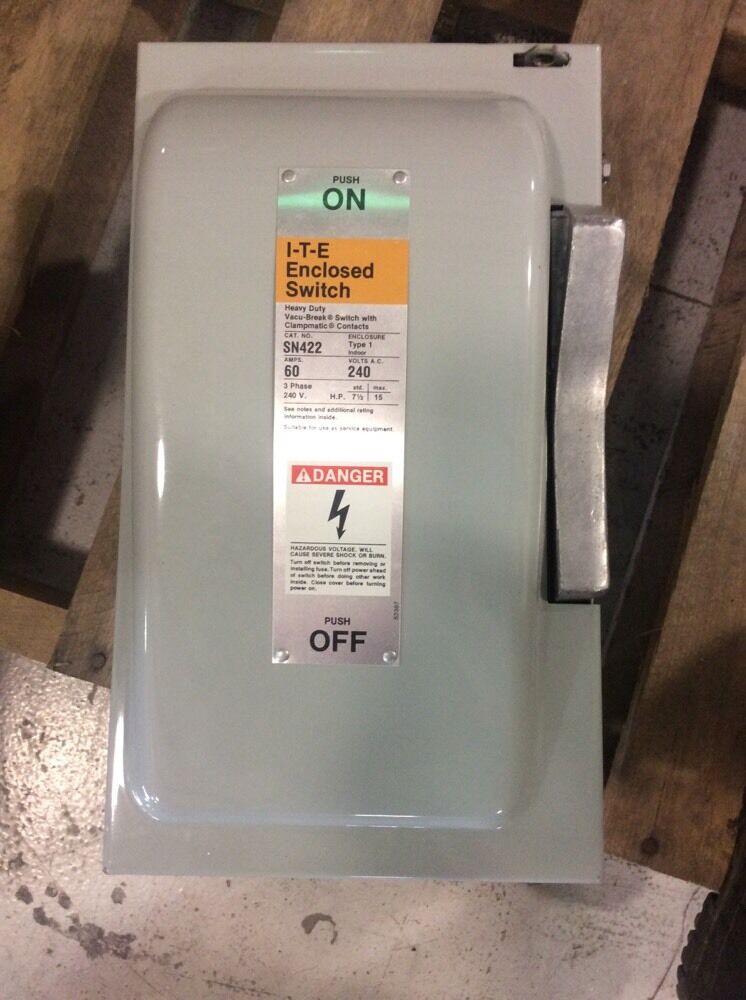 PUSH
ON
I-T-E
Enclosed
Switch
Heavy Duty
Vacu-Break® Switch with
Clampmatic® Contacts
CAT. NO. ENCLOSURE
SN422 Type 1
Indoor
AMPS. VOLTS A.C.
60 240
3 Phase std. max.
240 V. H.P. 7½ 15
See notes and additional rating
information inside.
Suitable for use as service equipment
DANGER
HAZARDOUS VOLTAGE. WILL
CAUSE SEVERE SHOCK OR BURN.
Turn off switch before removing or
installing fuse. Turn off power ahead
of switch before doing other work
inside. Close cover before turning
power on.
PUSH
OFF